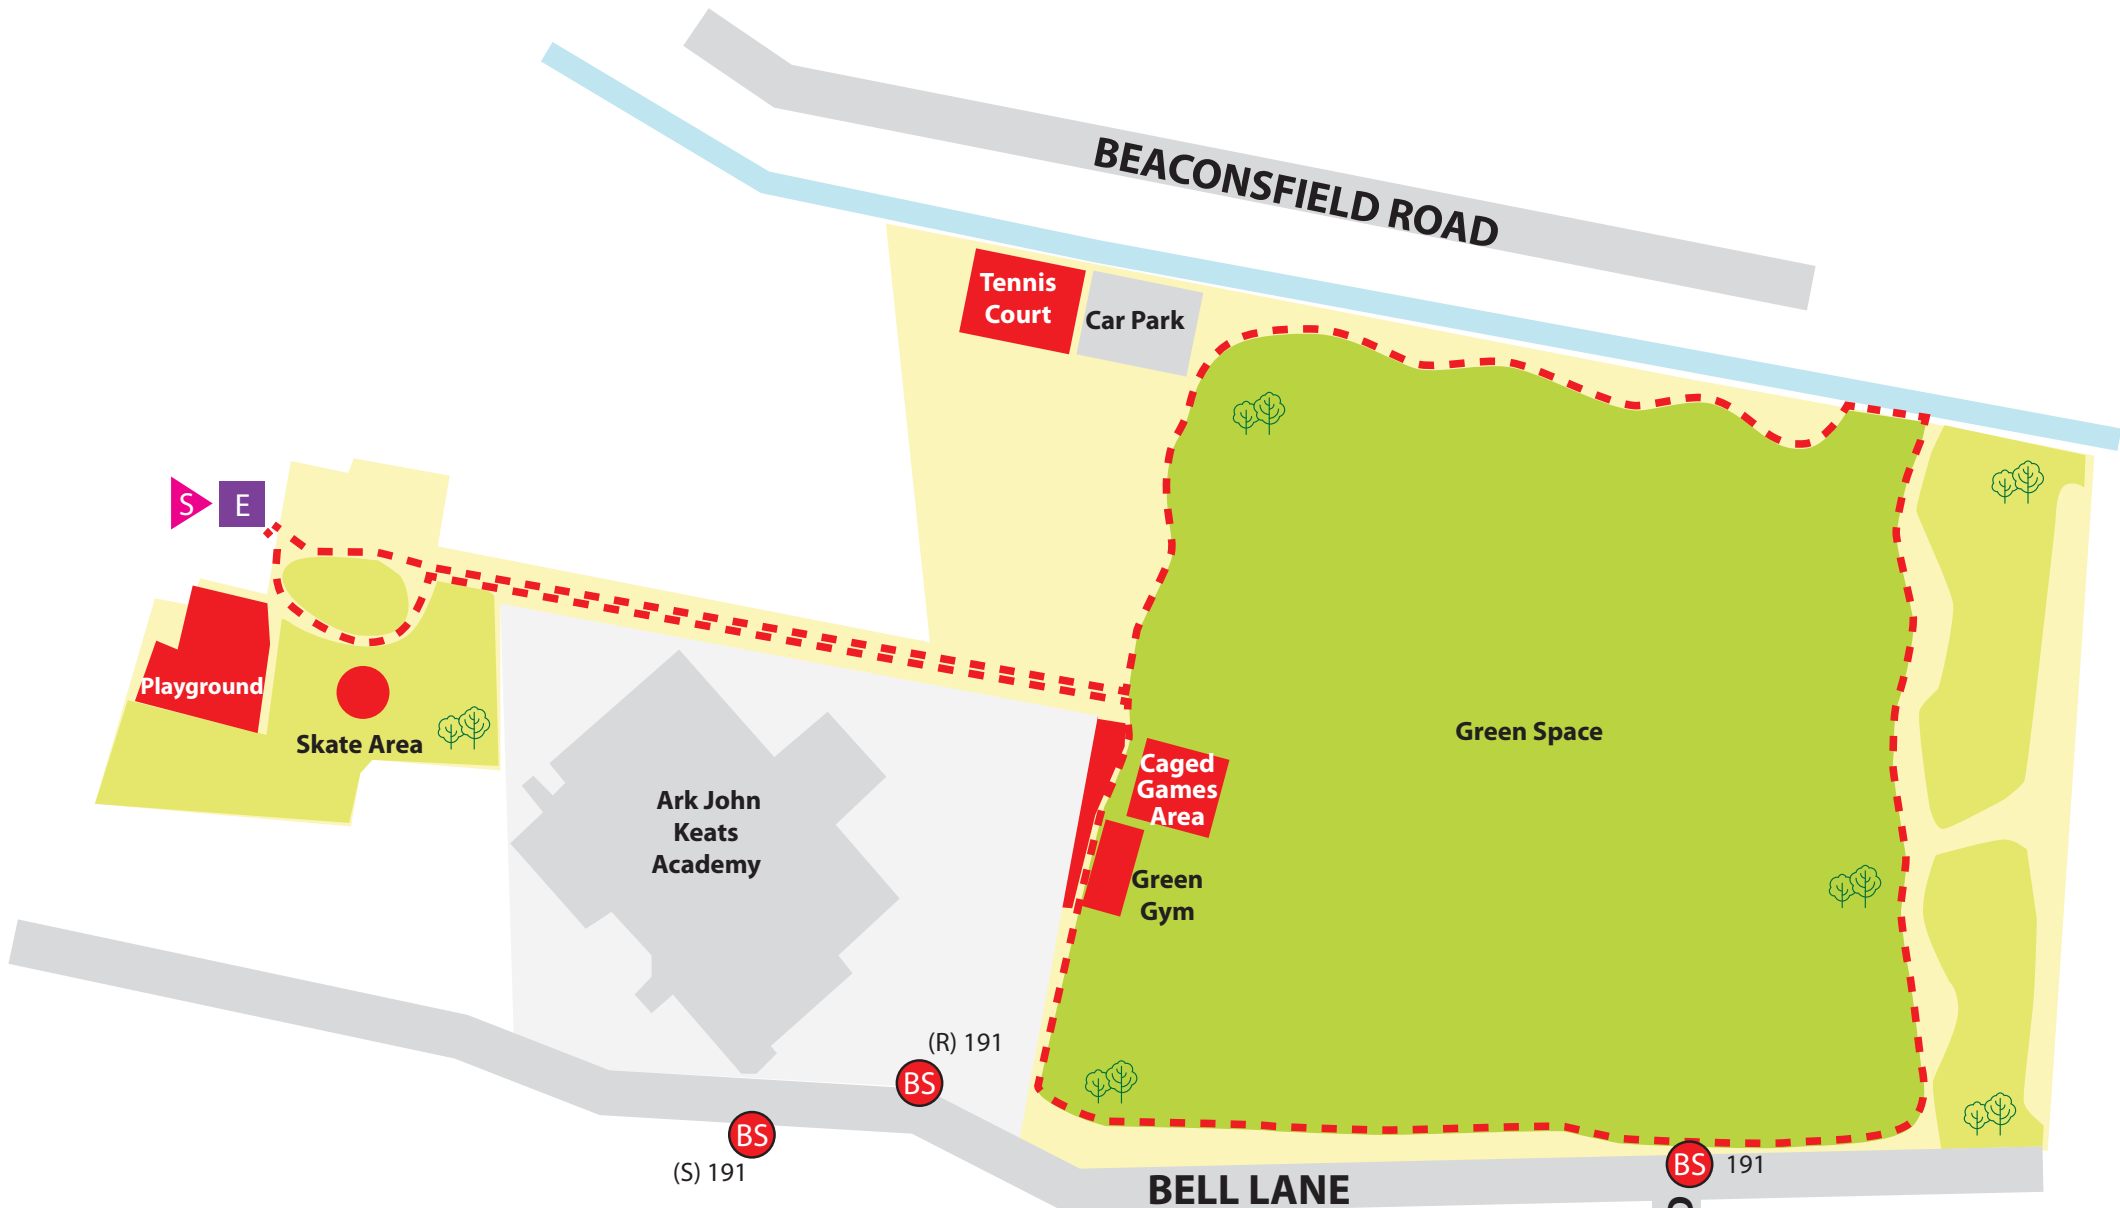 BEACONSFIELD ROAD
Tennis
Court
Car Park
S
E
Playground
Skate Area
Green Space
Caged
Games
Area
Ark John
Keats
Academy
Green
Gym
(R) 191
BS
BS
(S) 191
BS
191
BELL LANE